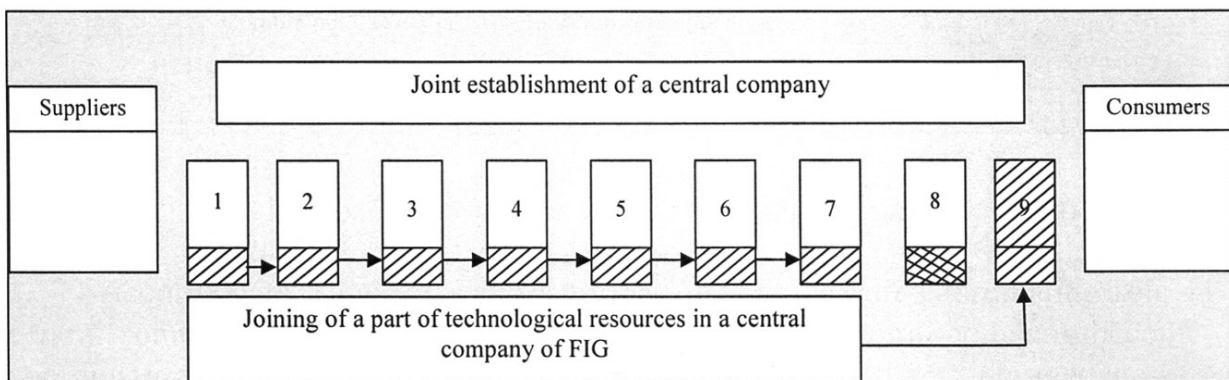 Joint establishment of a central company
Suppliers
Consumers
1 2 3 4 5 6 7 8 9
Joining of a part of technological resources in a central
company of FIG